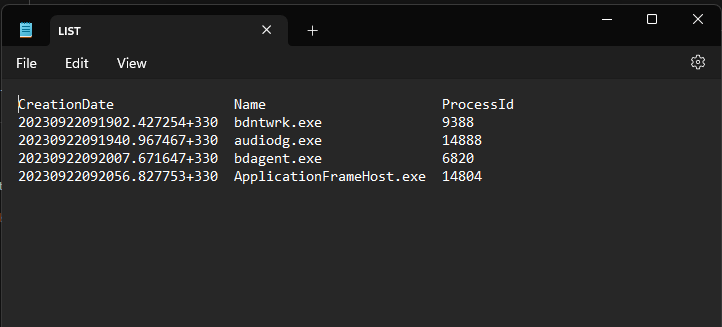 LIST
File Edit View
CreationDate Name ProcessId
20230922091902.427254+330 bdntwrk.exe 9388
20230922091940.967467+330 audiodg.exe 14888
20230922092007.671647+330 bdagent.exe 6820
20230922092056.827753+330 ApplicationFrameHost.exe 14804